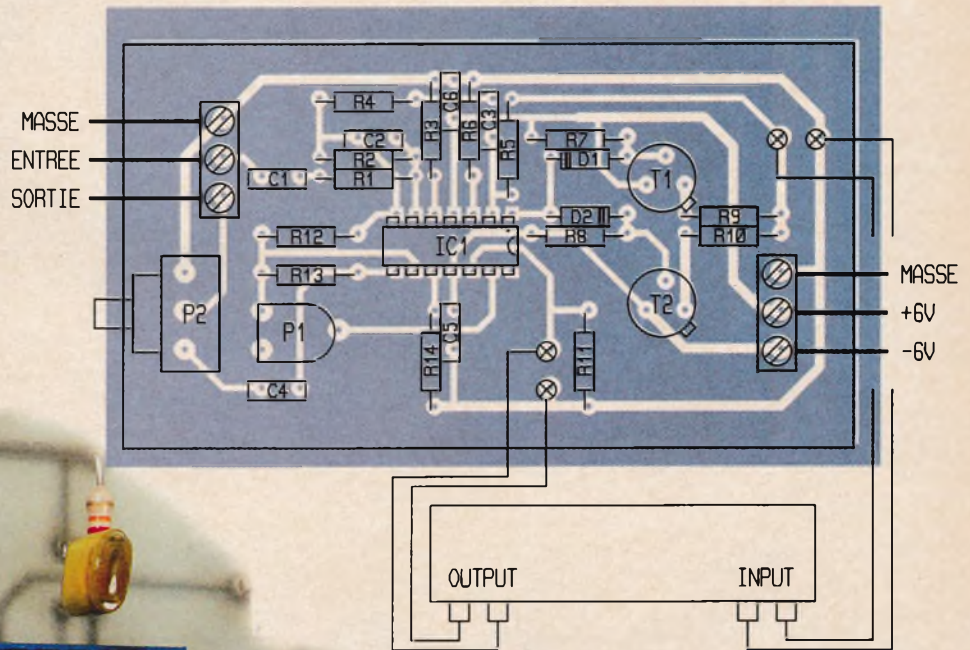 MASSE
ENTREE
SORTIE
R4
C2
R2
R1
C1
R3
C6
R6
C3
R5
R7
D1
T1
R9
R10
D2
R8
R12
IC1
R13
P2
P1
T2
MASSE
+6V
-6V
R14
C5
R11
C4
OUTPUT
INPUT